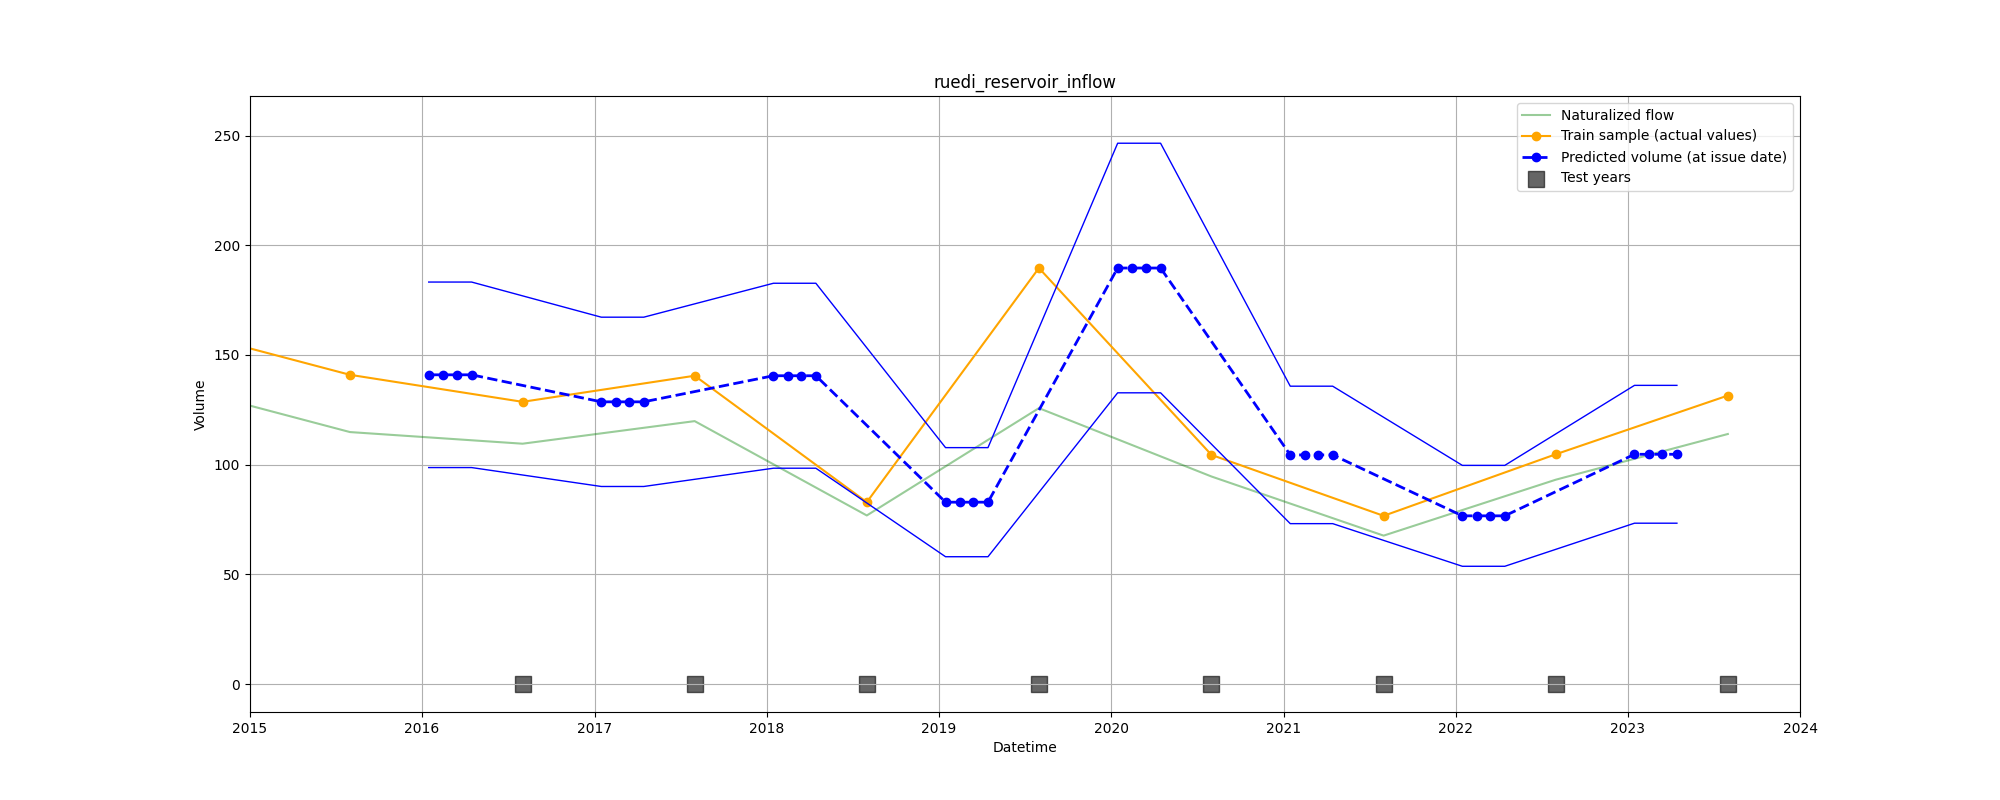 ruedi_reservoir_inflow
Naturalized flow
Train sample (actual values)
Predicted volume (at issue date)
Test years
250
200
150
100
50
0
Volume
2015 2016 2017 2018 2019 2020 2021 2022 2023 2024
Datetime